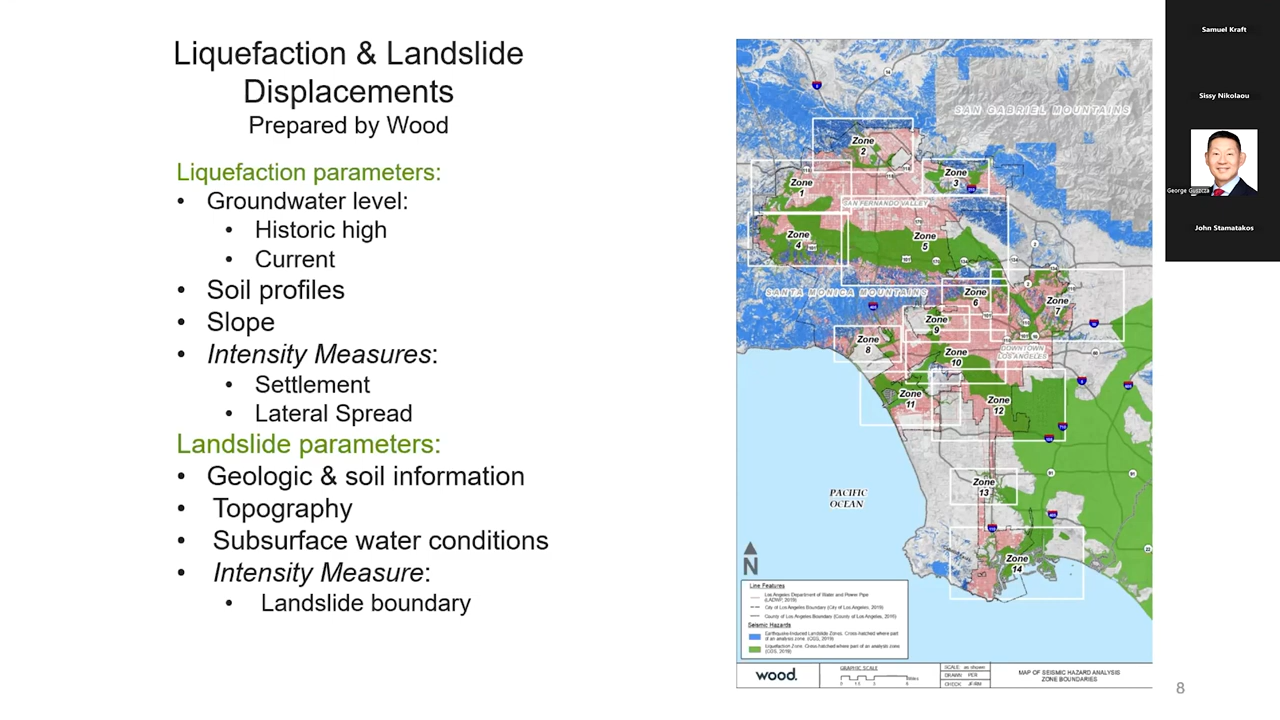 Liquefaction & Landslide
Displacements
Prepared by Wood
Liquefaction parameters:
• Groundwater level:
• Historic high
• Current
• Soil profiles
• Slope
• Intensity Measures:
• Settlement
• Lateral Spread
Landslide parameters:
• Geologic & soil information
• Topography
• Subsurface water conditions
• Intensity Measure:
• Landslide boundary
SAN GABRIEL MOUNTAINS
Zone
2
Zone
3
Zone
1
SAN FERNANDO VALLEY
Zone
4
Zone
5
SANTA MONICA MOUNTAINS
Zone
6
Zone
7
Zone
9
Zone
8
DOWNTOWN
LOS ANGELES
Zone
10
Zone
11
Zone
12
Zone
13
PACIFIC
OCEAN
Zone
14
N
Line Features
Los Angeles Department of Water and Power Pipe
(LADWP, 2019)
City of Los Angeles Boundary (City of Los Angeles, 2019)
County of Los Angeles Boundary (County of Los Angeles, 2016)
Seismic Hazards
Earthquake-Induced Landslide Zones. Cross-hatched where part
of an analysis zone (CGS, 2019)
Liquefaction Zone. Cross-hatched where part of an analysis zone
(CGS, 2019)
wood.
GRAPHIC SCALE
Miles
SCALE: as shown
DRAWN: PER
CHECK: JF/RM
MAP OF SEISMIC HAZARD ANALYSIS
ZONE BOUNDARIES
8
Samuel Kraft
Sissy Nikolaou
George Guszcza
John Stamatakos